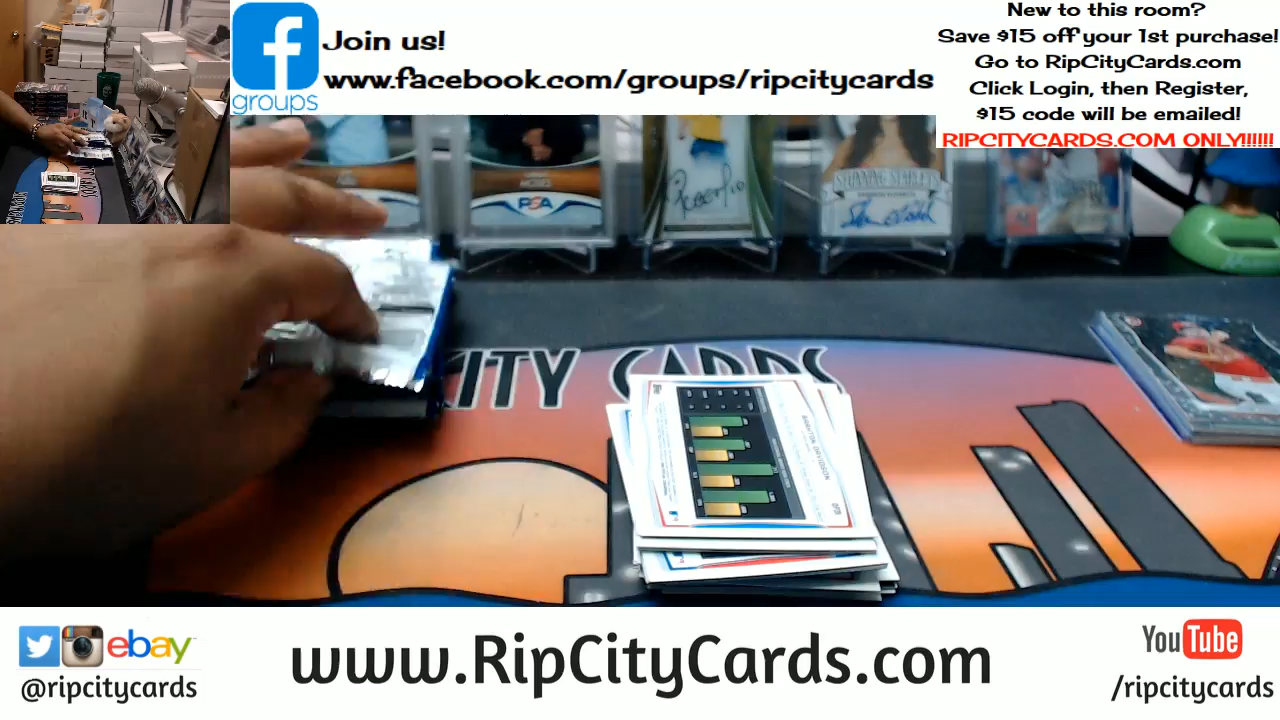 Join us!
www.facebook.com/groups/ripcitycards
groups
New to this room?
Save $15 off your 1st purchase!
Go to RipCityCards.com
Click Login, then Register,
$15 code will be emailed!
RIPCITYCARDS.COM ONLY!!!!!!
PSA
CITY CARDS
ebay
@ripcitycards
www.RipCityCards.com
YouTube
/ripcitycards